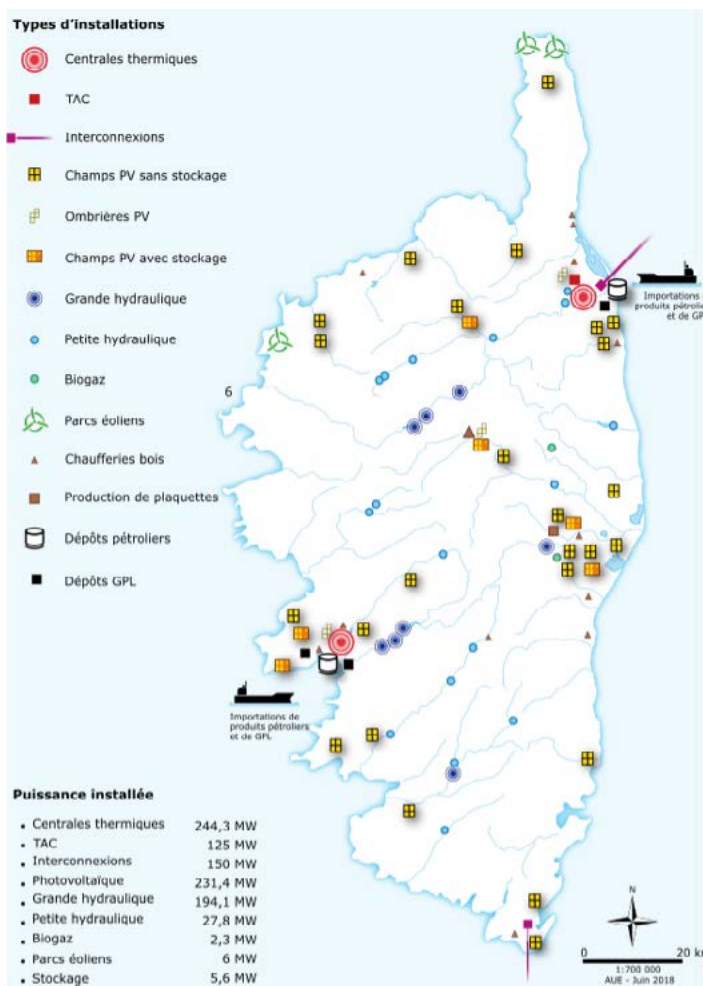 Types d'installations
Centrales thermiques
TAC
Interconnexions
Champs PV sans stockage
Ombrières PV
Champs PV avec stockage
Grande hydraulique
Petite hydraulique
Biogaz
Parcs éoliens
Chaufferies bois
Production de plaquettes
Dépôts pétroliers
Dépôts GPL
Importations
produits pétrolie
et de GP
6
Importations de
produits pétroliers
et de GPL
Puissance installée
• Centrales thermiques 244,3 MW
• TAC 125 MW
• Interconnexions 150 MW
• Photovoltaïque 231,4 MW
• Grande hydraulique 194,1 MW
• Petite hydraulique 27,8 MW
• Biogaz 2,3 MW
• Parcs éoliens 6 MW
• Stockage 5,6 MW
N
0 20 km
1:700 000
AUE - Juin 2018